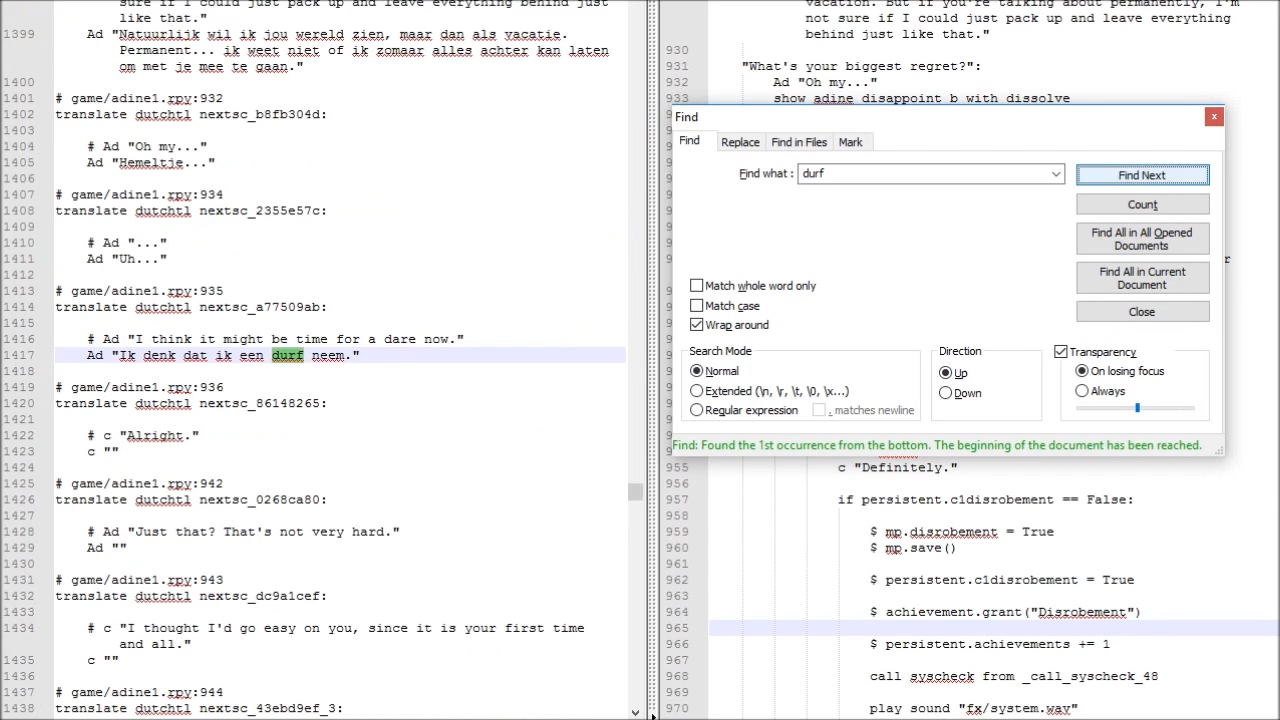 sure if I could just pack up and leave everything behind just
like that."
1399 Ad "Natuurlijk wil ik jou wereld zien, maar dan als vacatie.
Permanent... ik weet niet of ik zomaar alles achter kan laten
om met je mee te gaan."
1400
1401 # game/adine1.rpy:932
1402 translate dutchtl nextsc_b8fb304d:
1403
1404 # Ad "Oh my..."
1405 Ad "Hemeltje..."
1406
1407 # game/adine1.rpy:934
1408 translate dutchtl nextsc_2355e57c:
1409
1410 # Ad "..."
1411 Ad "Uh..."
1412
1413 # game/adine1.rpy:935
1414 translate dutchtl nextsc_a77509ab:
1415
1416 # Ad "I think it might be time for a dare now."
1417 Ad "Ik denk dat ik een durf neem."
1418
1419 # game/adine1.rpy:936
1420 translate dutchtl nextsc_86148265:
1421
1422 # c "Alright."
1423 c ""
1424
1425 # game/adine1.rpy:942
1426 translate dutchtl nextsc_0268ca80:
1427
1428 # Ad "Just that? That's not very hard."
1429 Ad ""
1430
1431 # game/adine1.rpy:943
1432 translate dutchtl nextsc_dc9a1cef:
1433
1434 # c "I thought I'd go easy on you, since it is your first time
and all."
1435 c ""
1436
1437 # game/adine1.rpy:944
1438 translate dutchtl nextsc_43ebd9ef_3:
vacation. But if you're talking about permanently, I'm
not sure if I could just pack up and leave everything
behind just like that."
930
931 "What's your biggest regret?":
932 Ad "Oh my..."
933 show adine disappoint b with dissolve
Find
Find
Replace
Find in Files
Mark
Find what :
durf
Find Next
Count
Find All in All Opened
Documents
Find All in Current
Document
Close
Match whole word only
Match case
Wrap around
Search Mode
Normal
Extended (\n, \r, \t, \0, \x...)
Regular expression
. matches newline
Direction
Up
Down
Transparency
On losing focus
Always
Find: Found the 1st occurrence from the bottom. The beginning of the document has been reached.
955 c "Definitely."
956
957 if persistent.c1disrobement == False:
958
959 $ mp.disrobement = True
960 $ mp.save()
961
962 $ persistent.c1disrobement = True
963
964 $ achievement.grant("Disrobement")
965
966 $ persistent.achievements += 1
967
968 call syscheck from _call_syscheck_48
969
970 play sound "fx/system.wav"